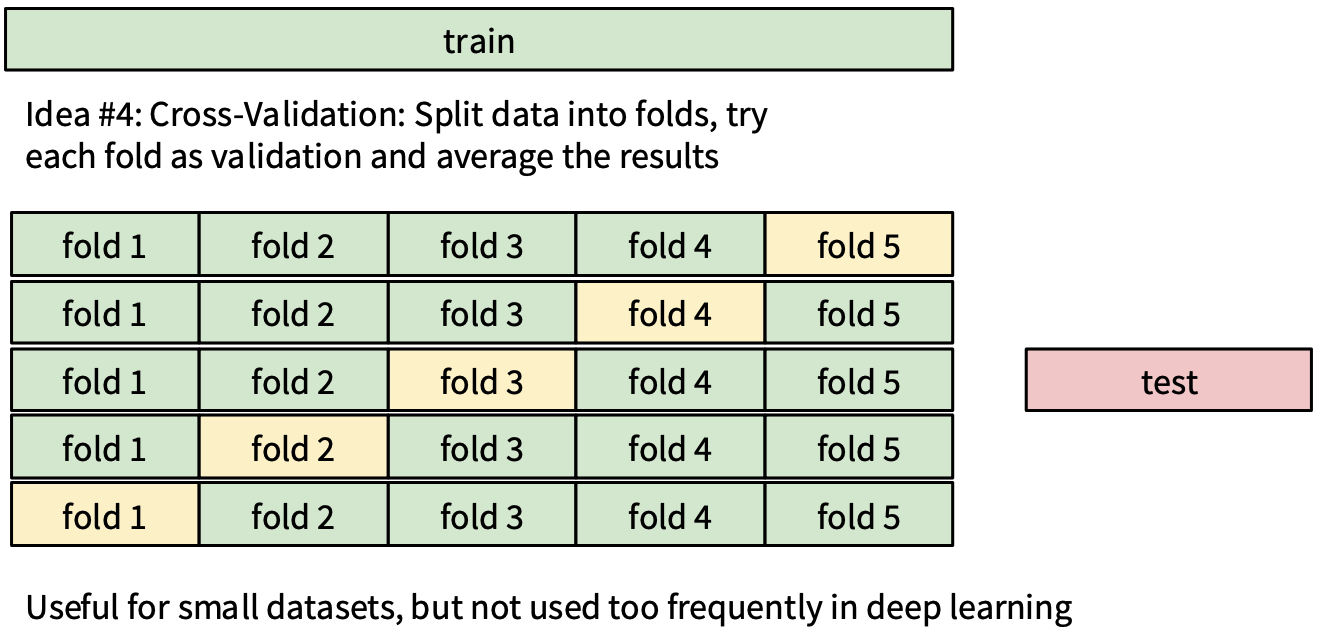 train
Idea #4: Cross-Validation: Split data into folds, try
each fold as validation and average the results
fold 1 fold 2 fold 3 fold 4 fold 5
fold 1 fold 2 fold 3 fold 4 fold 5
fold 1 fold 2 fold 3 fold 4 fold 5 test
fold 1 fold 2 fold 3 fold 4 fold 5
fold 1 fold 2 fold 3 fold 4 fold 5
Useful for small datasets, but not used too frequently in deep learning